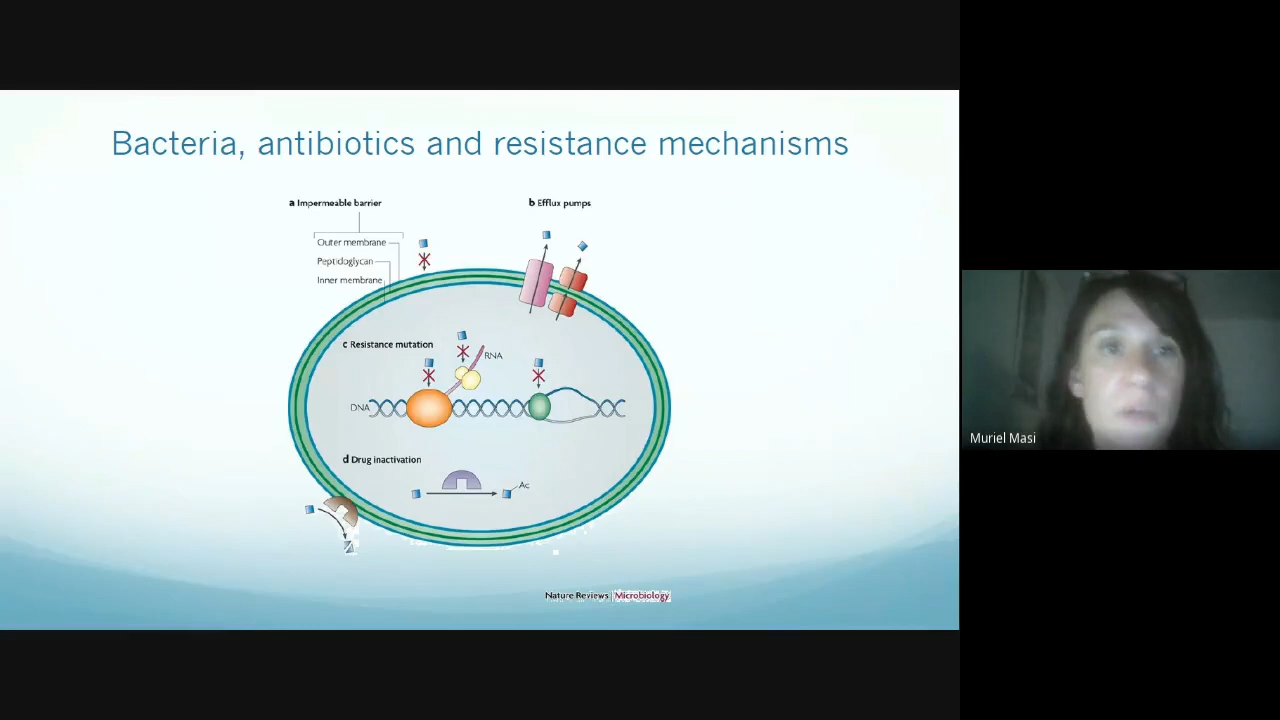 Bacteria, antibiotics and resistance mechanisms
a Impermeable barrier
b Efflux pumps
Outer membrane
Peptidoglycan
Inner membrane
c Resistance mutation
RNA
DNA
d Drug inactivation
Ac
Nature Reviews | Microbiology
Muriel Masi